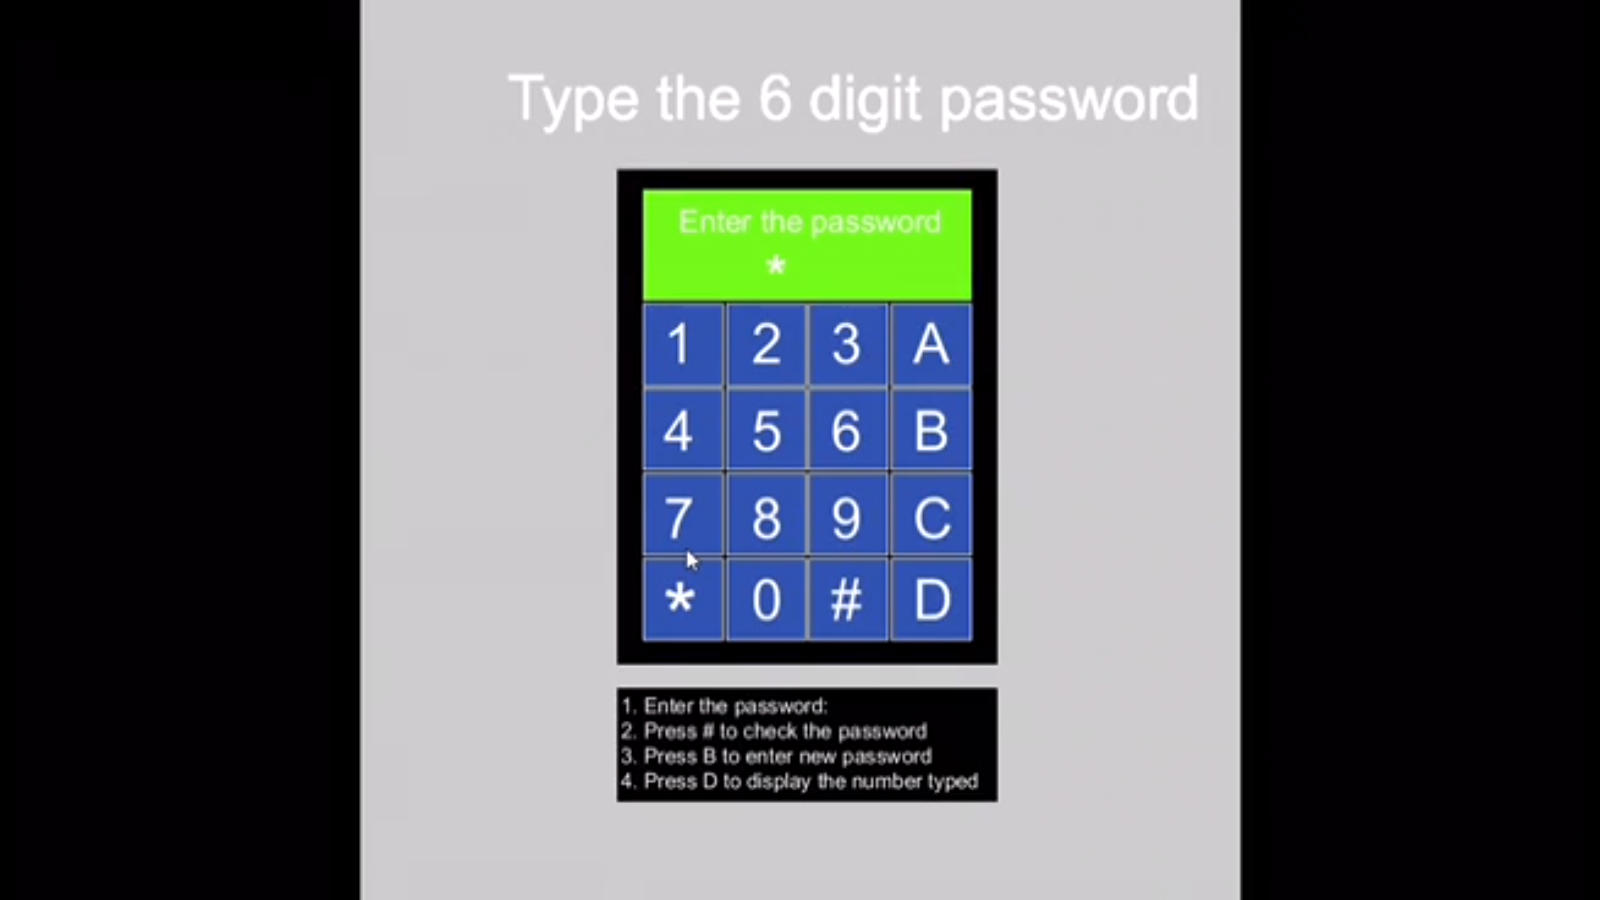 Type the 6 digit password
Enter the password
*
1 2 3 A
4 5 6 B
7 8 9 C
* 0 # D
1. Enter the password:
2. Press # to check the password
3. Press B to enter new password
4. Press D to display the number typed